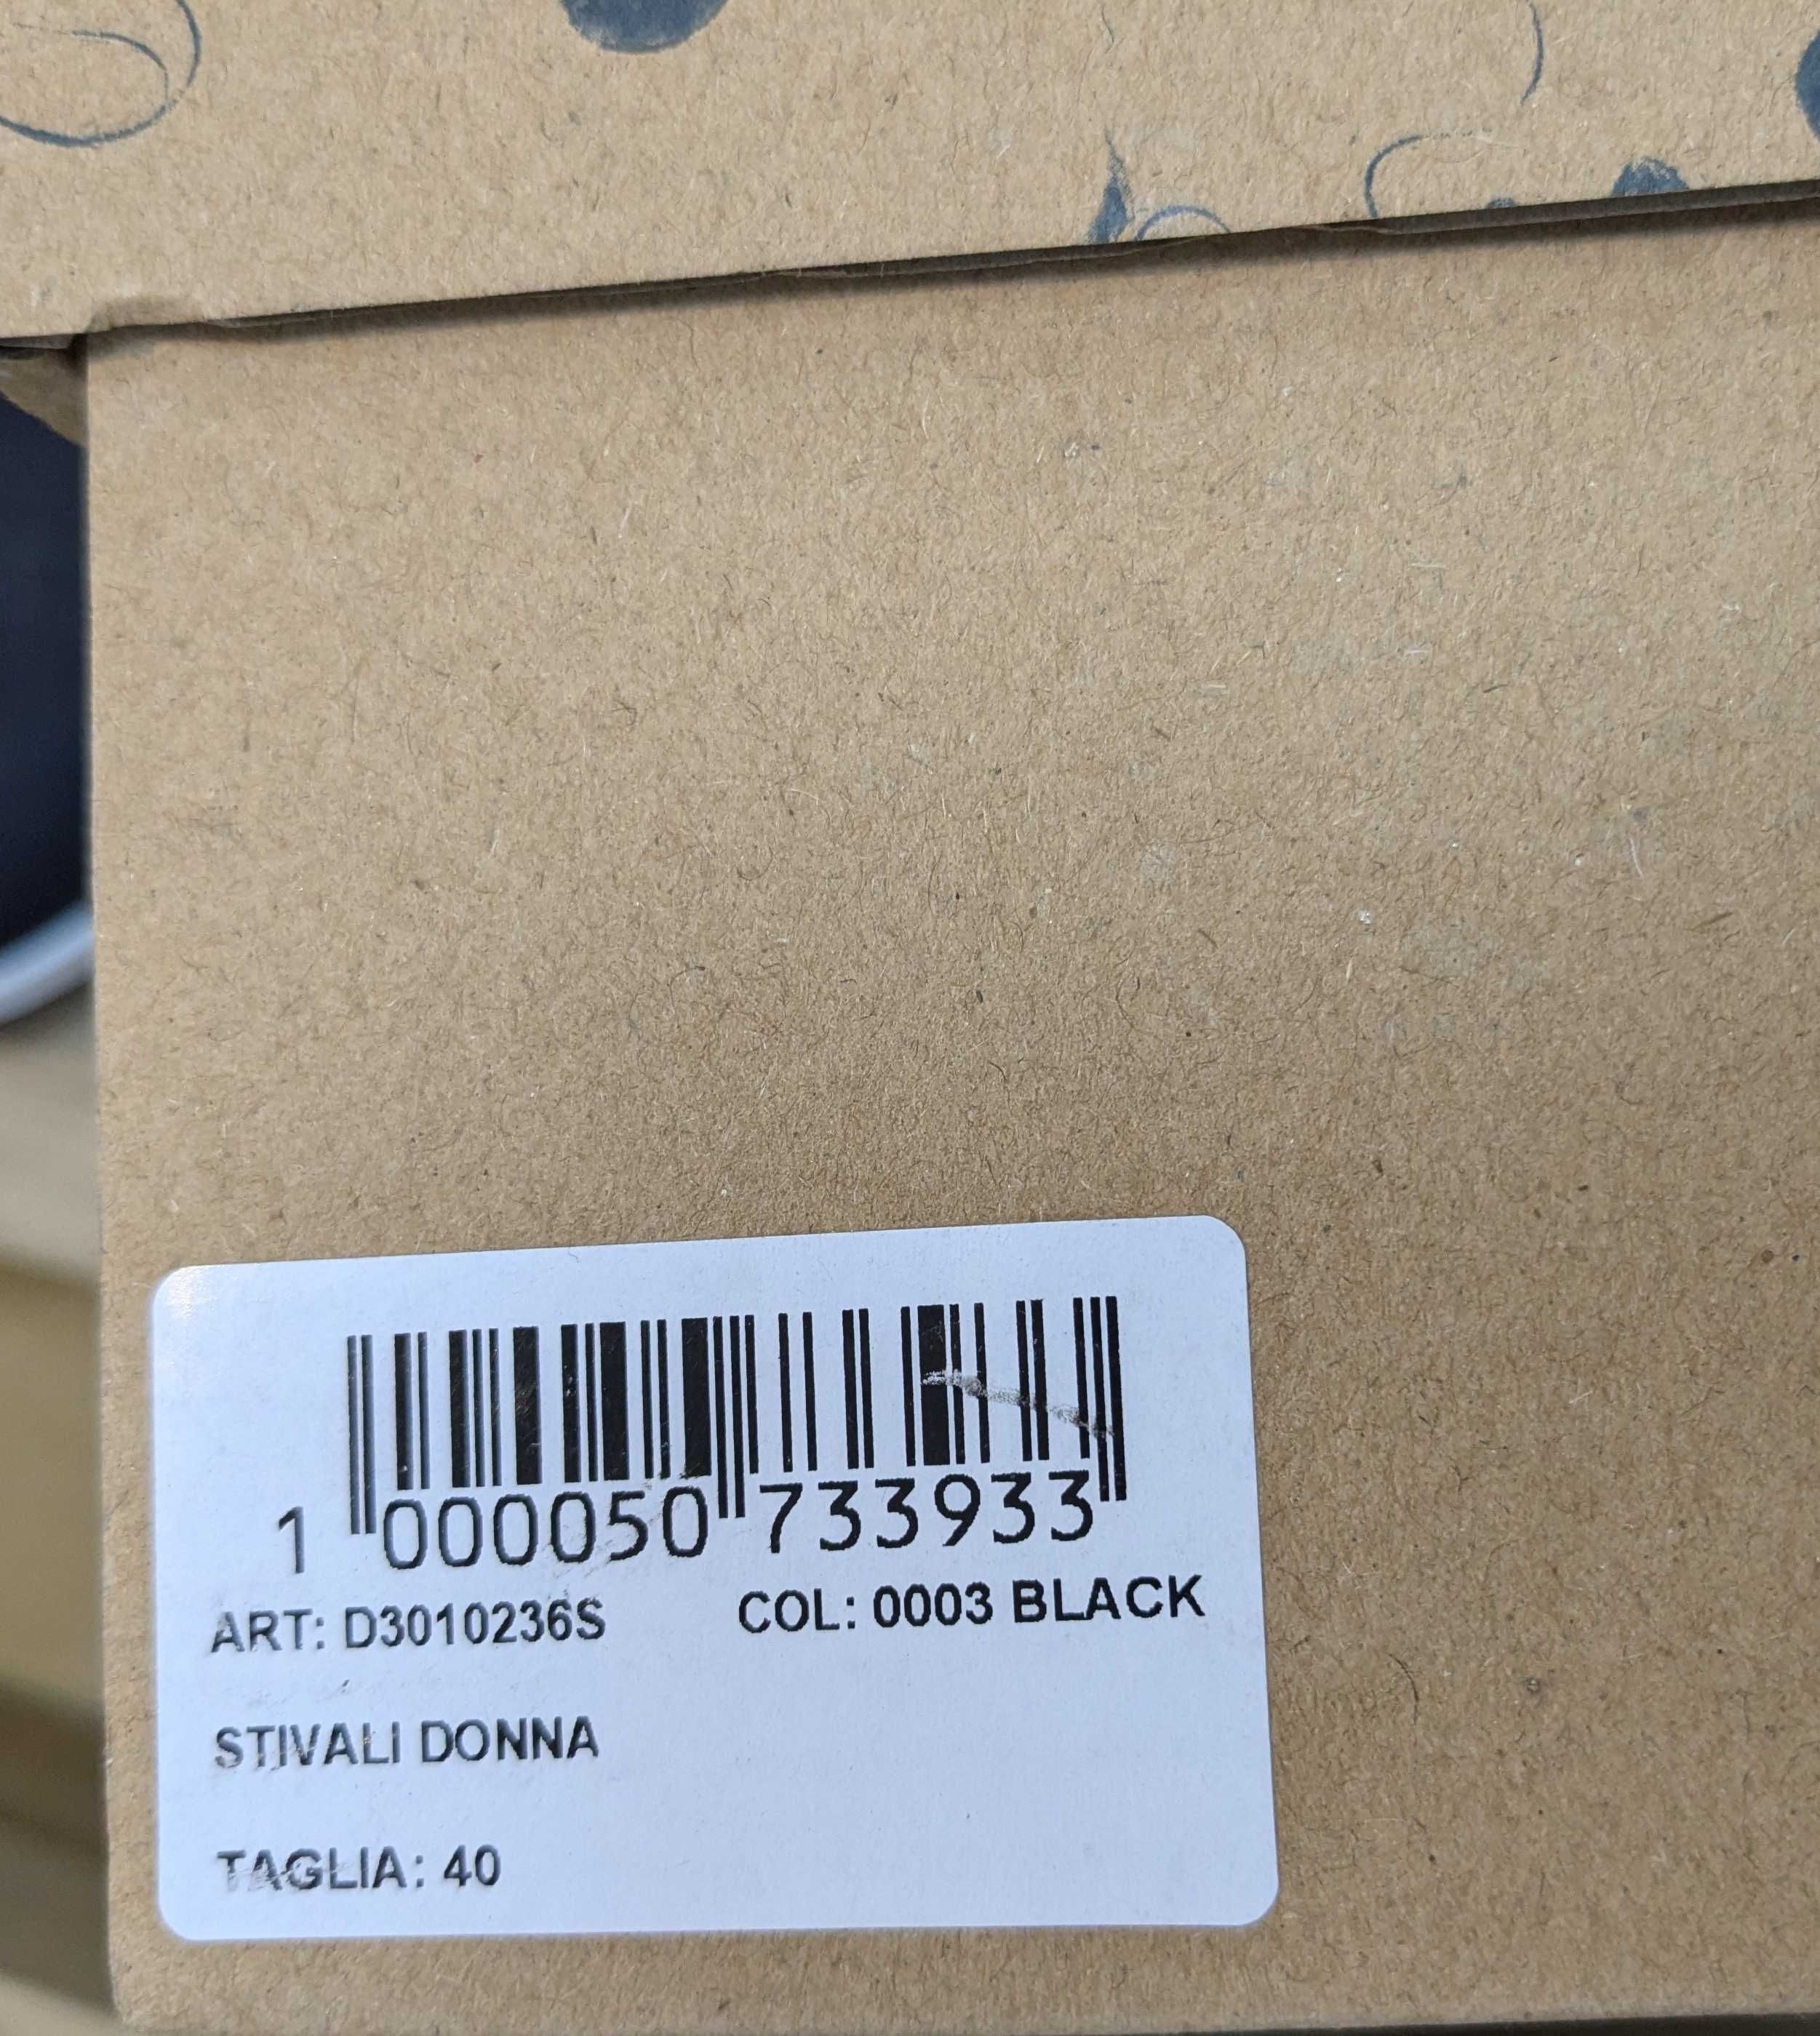 1 000050 733933
ART: D3010236S COL: 0003 BLACK
STIVALI DONNA
TAGLIA: 40